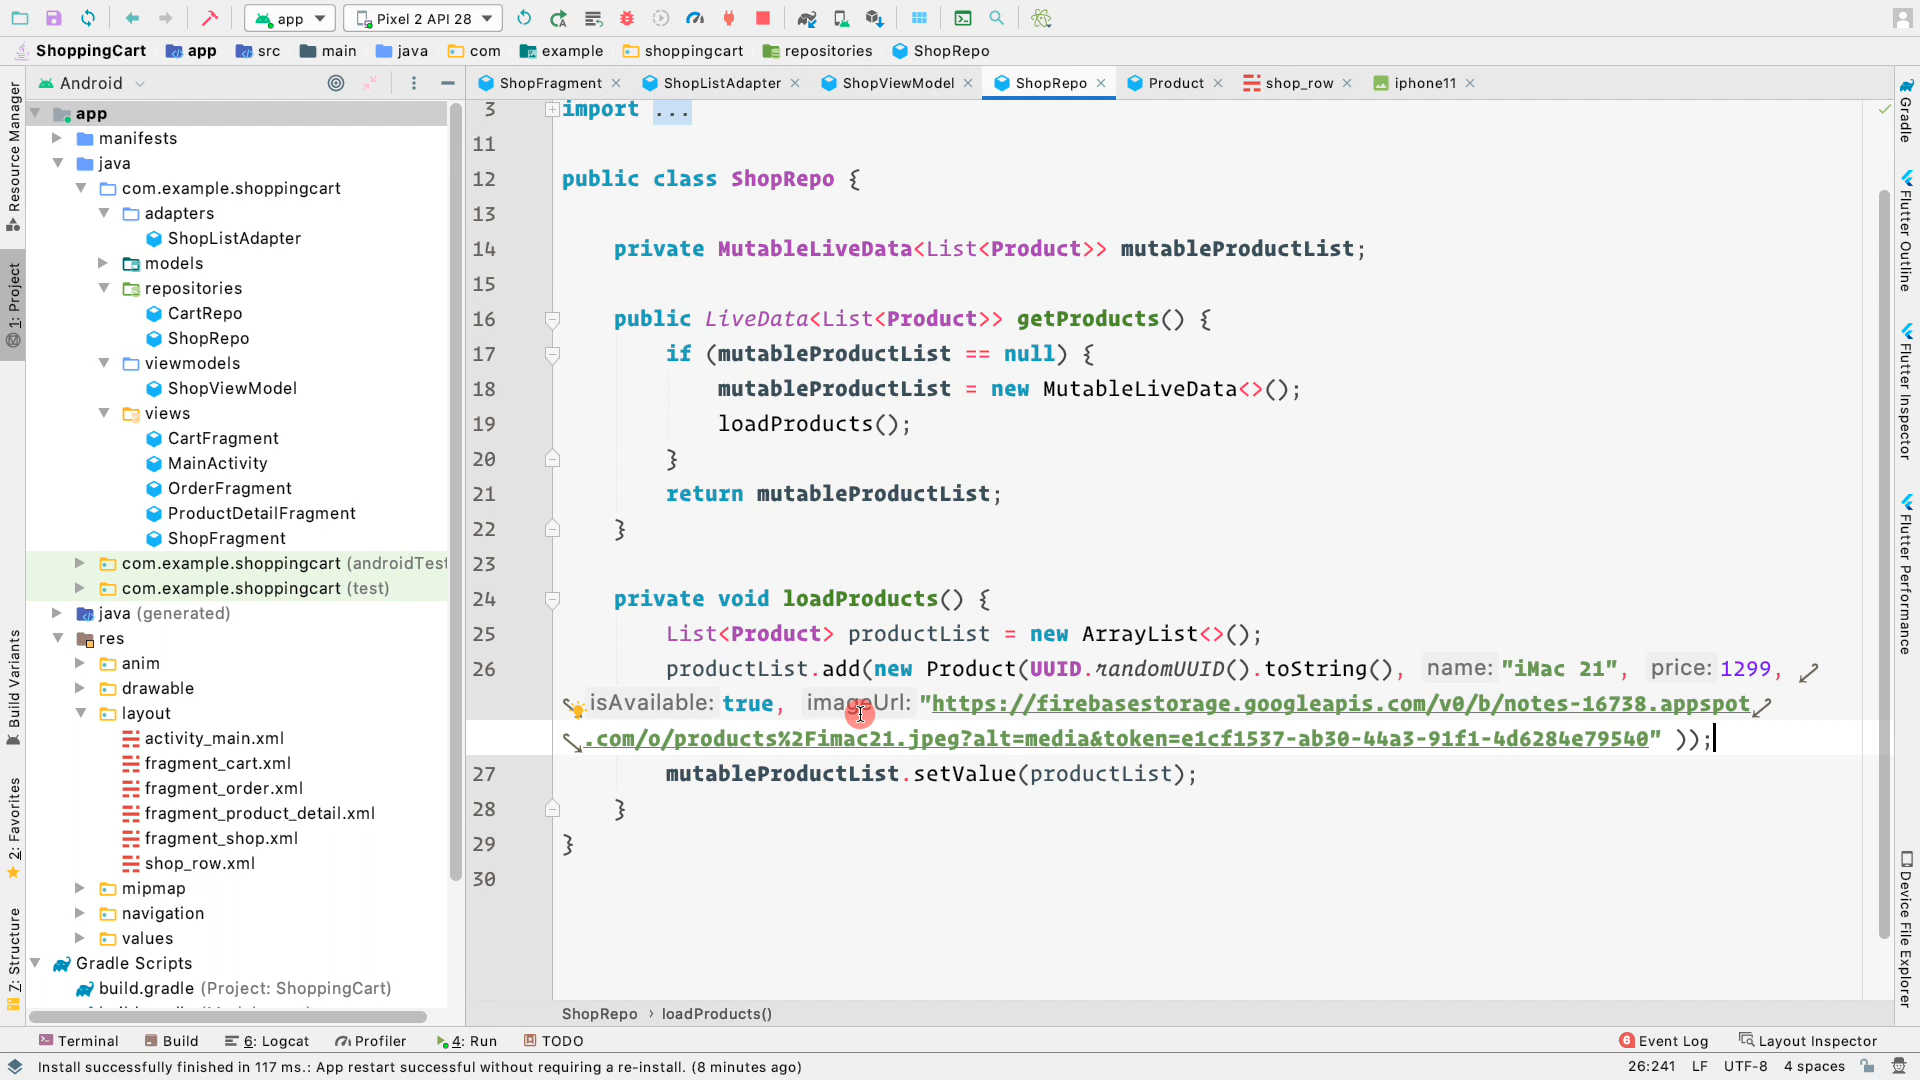 app
Pixel 2 API 28
ShoppingCart app src main java com example shoppingcart repositories ShopRepo
Android
ShopFragment ShopListAdapter ShopViewModel ShopRepo Product shop_row iphone11
Resource Manager
1: Project
Build Variants
2: Favorites
7: Structure
app
manifests
java
com.example.shoppingcart
adapters
ShopListAdapter
models
repositories
CartRepo
ShopRepo
viewmodels
ShopViewModel
views
CartFragment
MainActivity
OrderFragment
ProductDetailFragment
ShopFragment
com.example.shoppingcart (androidTest
com.example.shoppingcart (test)
java (generated)
res
anim
drawable
layout
activity_main.xml
fragment_cart.xml
fragment_order.xml
fragment_product_detail.xml
fragment_shop.xml
shop_row.xml
mipmap
navigation
values
Gradle Scripts
build.gradle (Project: ShoppingCart)
3 import ...
11
12 public class ShopRepo {
13
14 private MutableLiveData<List<Product>> mutableProductList;
15
16 public LiveData<List<Product>> getProducts() {
17 if (mutableProductList == null) {
18 mutableProductList = new MutableLiveData<>();
19 loadProducts();
20 }
21 return mutableProductList;
22 }
23
24 private void loadProducts() {
25 List<Product> productList = new ArrayList<>();
26 productList.add(new Product(UUID.randomUUID().toString(), name: "iMac 21", price: 1299,
isAvailable: true, imageUrl: "https://firebasestorage.googleapis.com/v0/b/notes-16738.appspot
.com/o/products%2Fimac21.jpeg?alt=media&token=e1cf1537-ab30-44a3-91f1-4d6284e79540" ));
27 mutableProductList.setValue(productList);
28 }
29 }
30
ShopRepo › loadProducts()
Gradle
Flutter Outline
Flutter Inspector
Flutter Performance
Device File Explorer
Terminal Build 6: Logcat Profiler 4: Run TODO
6 Event Log Layout Inspector
Install successfully finished in 117 ms.: App restart successful without requiring a re-install. (8 minutes ago)
26:241 LF UTF-8 4 spaces